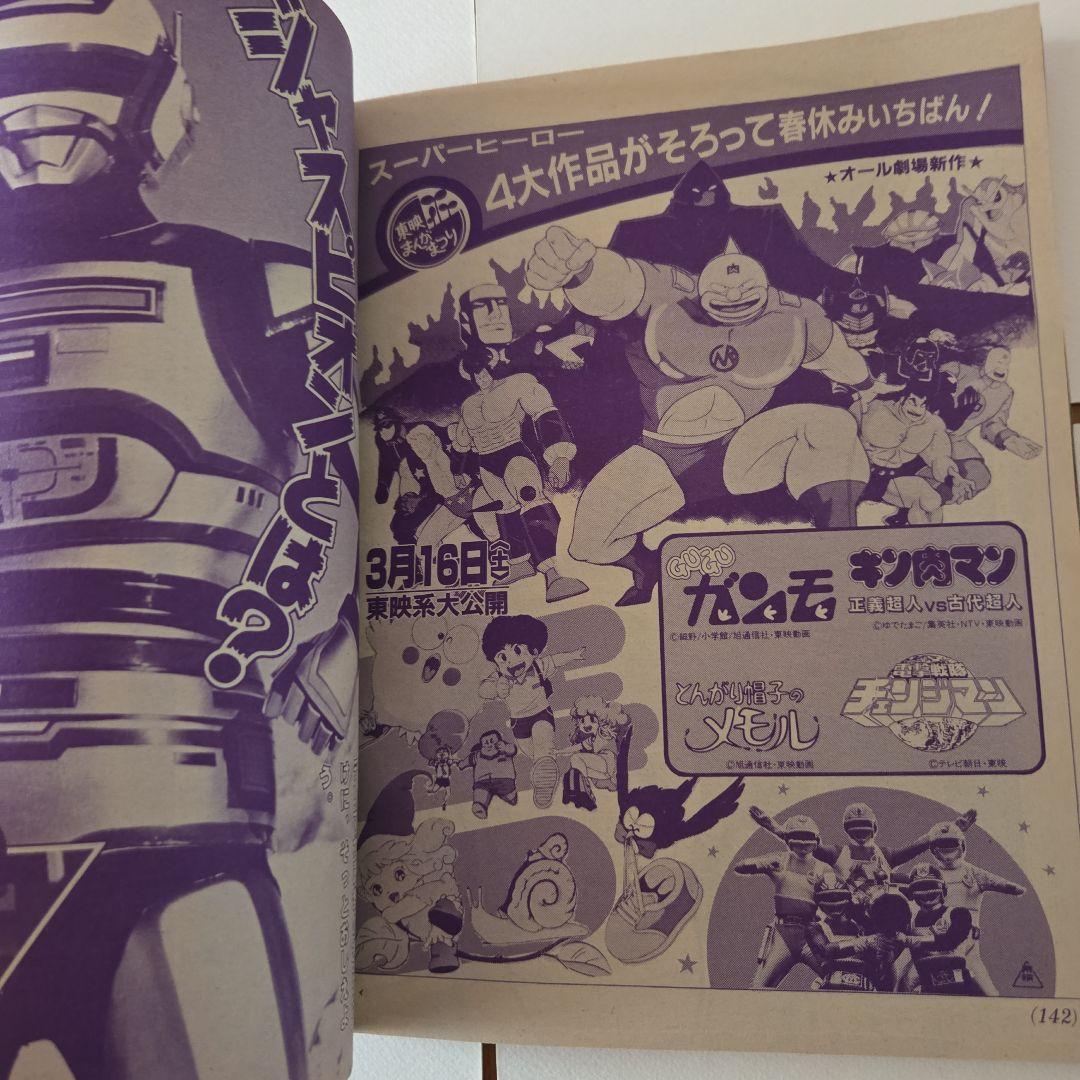 ジャスピオンとは?
スーパーヒーロー
4大作品がそろって春休みいちばん!
★オール劇場新作★
東映
まんがまつり
肉
3月16日(土)
東映系大公開
GU-GU
ガンモ
©細野/小学館/旭通信社・東映動画
キン肉マン
正義超人vs古代超人
©ゆでたまご/集英社・NTV・東映動画
とんがり帽子の
メモル
©旭通信社・東映動画
電撃戦隊
チェンジマン
©テレビ朝日・東映
(142)